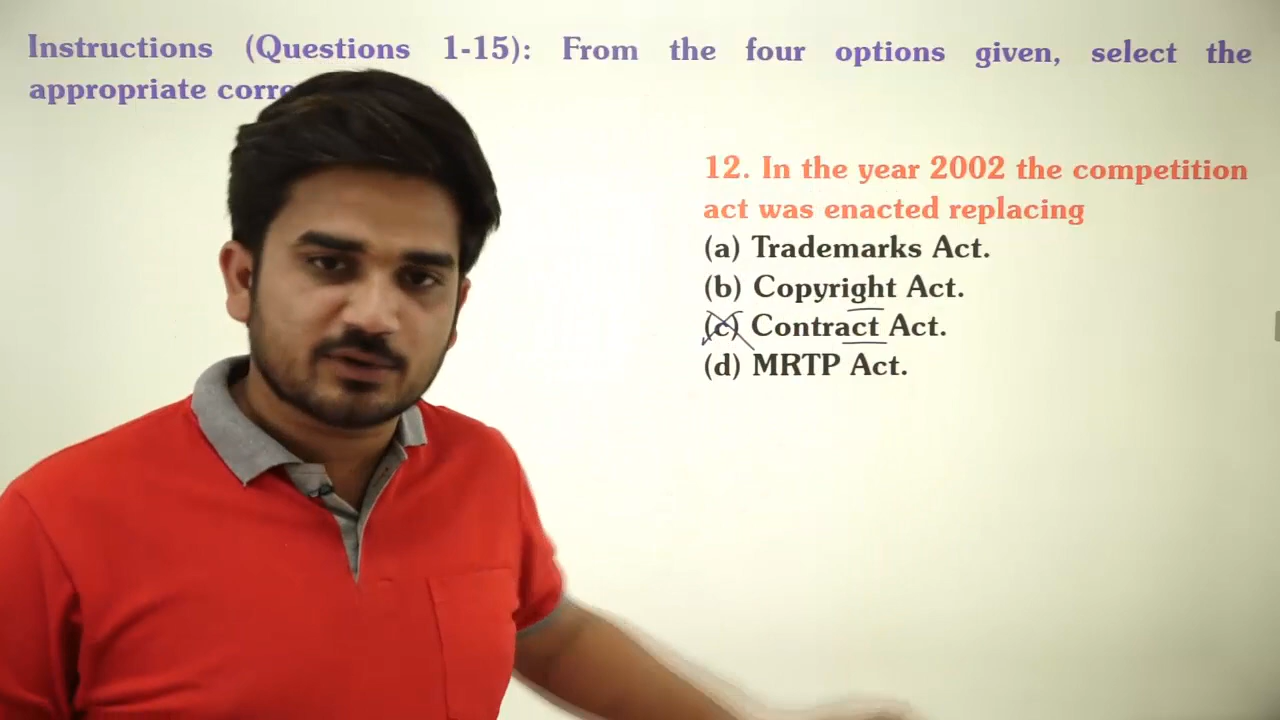 Instructions (Questions 1-15): From the four options given, select the
appropriate
12. In the year 2002 the competition
act was enacted replacing
(a) Trademarks Act.
(b) Copyright Act.
(c) Contract Act.
(d) MRTP Act.